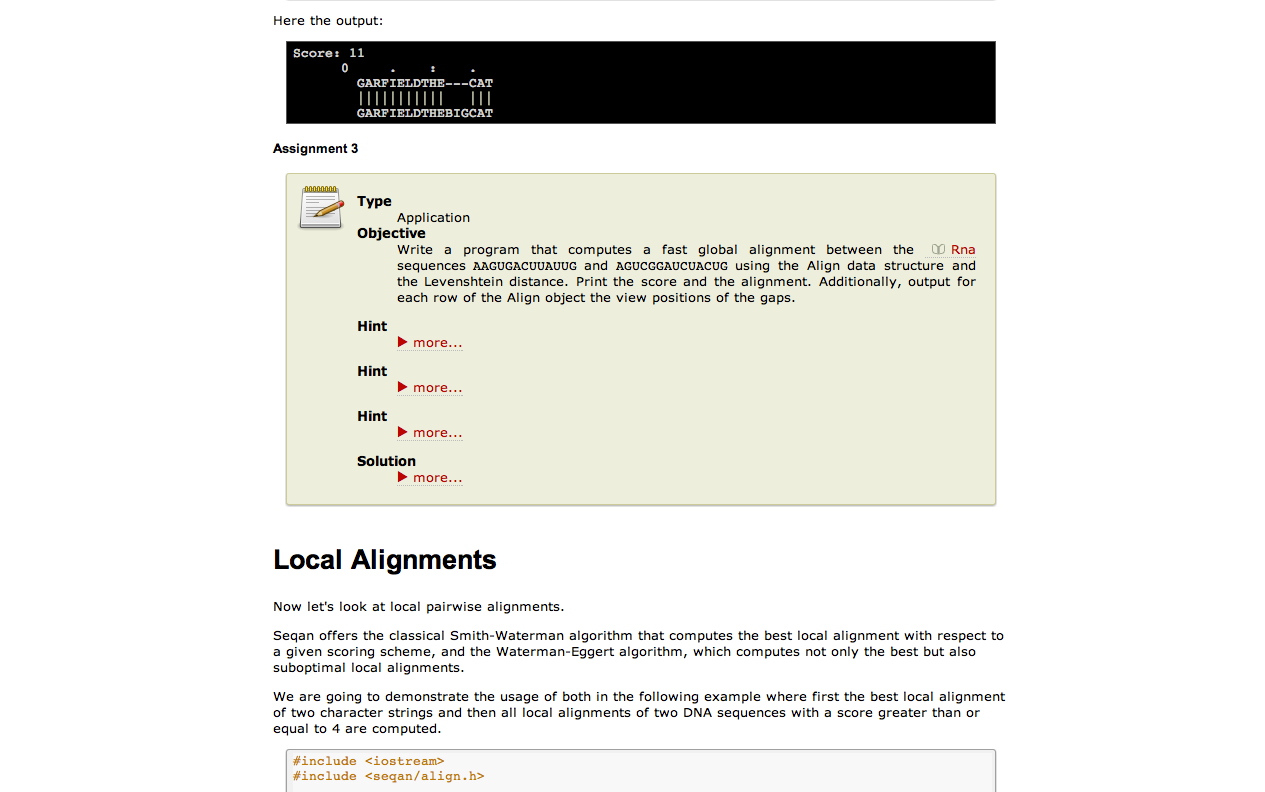 Here the output:
Score: 11
0     .    :    .
GARFIELDTHE---CAT
|||||||||||   |||
GARFIELDTHEBIGCAT
Assignment 3
Type
Application
Objective
Write a program that computes a fast global alignment between the Rna
sequences AAGUGACUUAUUG and AGUCGGAUCUACUG using the Align data structure and
the Levenshtein distance. Print the score and the alignment. Additionally, output for
each row of the Align object the view positions of the gaps.
Hint
more...
Hint
more...
Hint
more...
Solution
more...
Local Alignments
Now let's look at local pairwise alignments.
Seqan offers the classical Smith-Waterman algorithm that computes the best local alignment with respect to
a given scoring scheme, and the Waterman-Eggert algorithm, which computes not only the best but also
suboptimal local alignments.
We are going to demonstrate the usage of both in the following example where first the best local alignment
of two character strings and then all local alignments of two DNA sequences with a score greater than or
equal to 4 are computed.
#include <iostream>
#include <seqan/align.h>